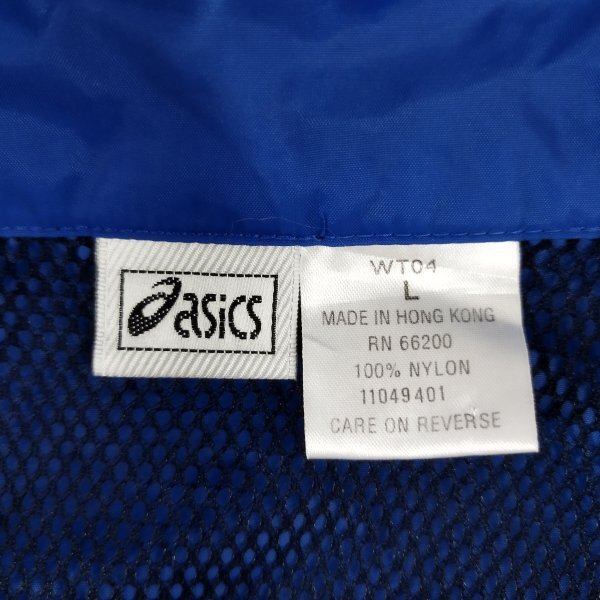 asics
WT04
L
MADE IN HONG KONG
RN 66200
100% NYLON
11049401
CARE ON REVERSE